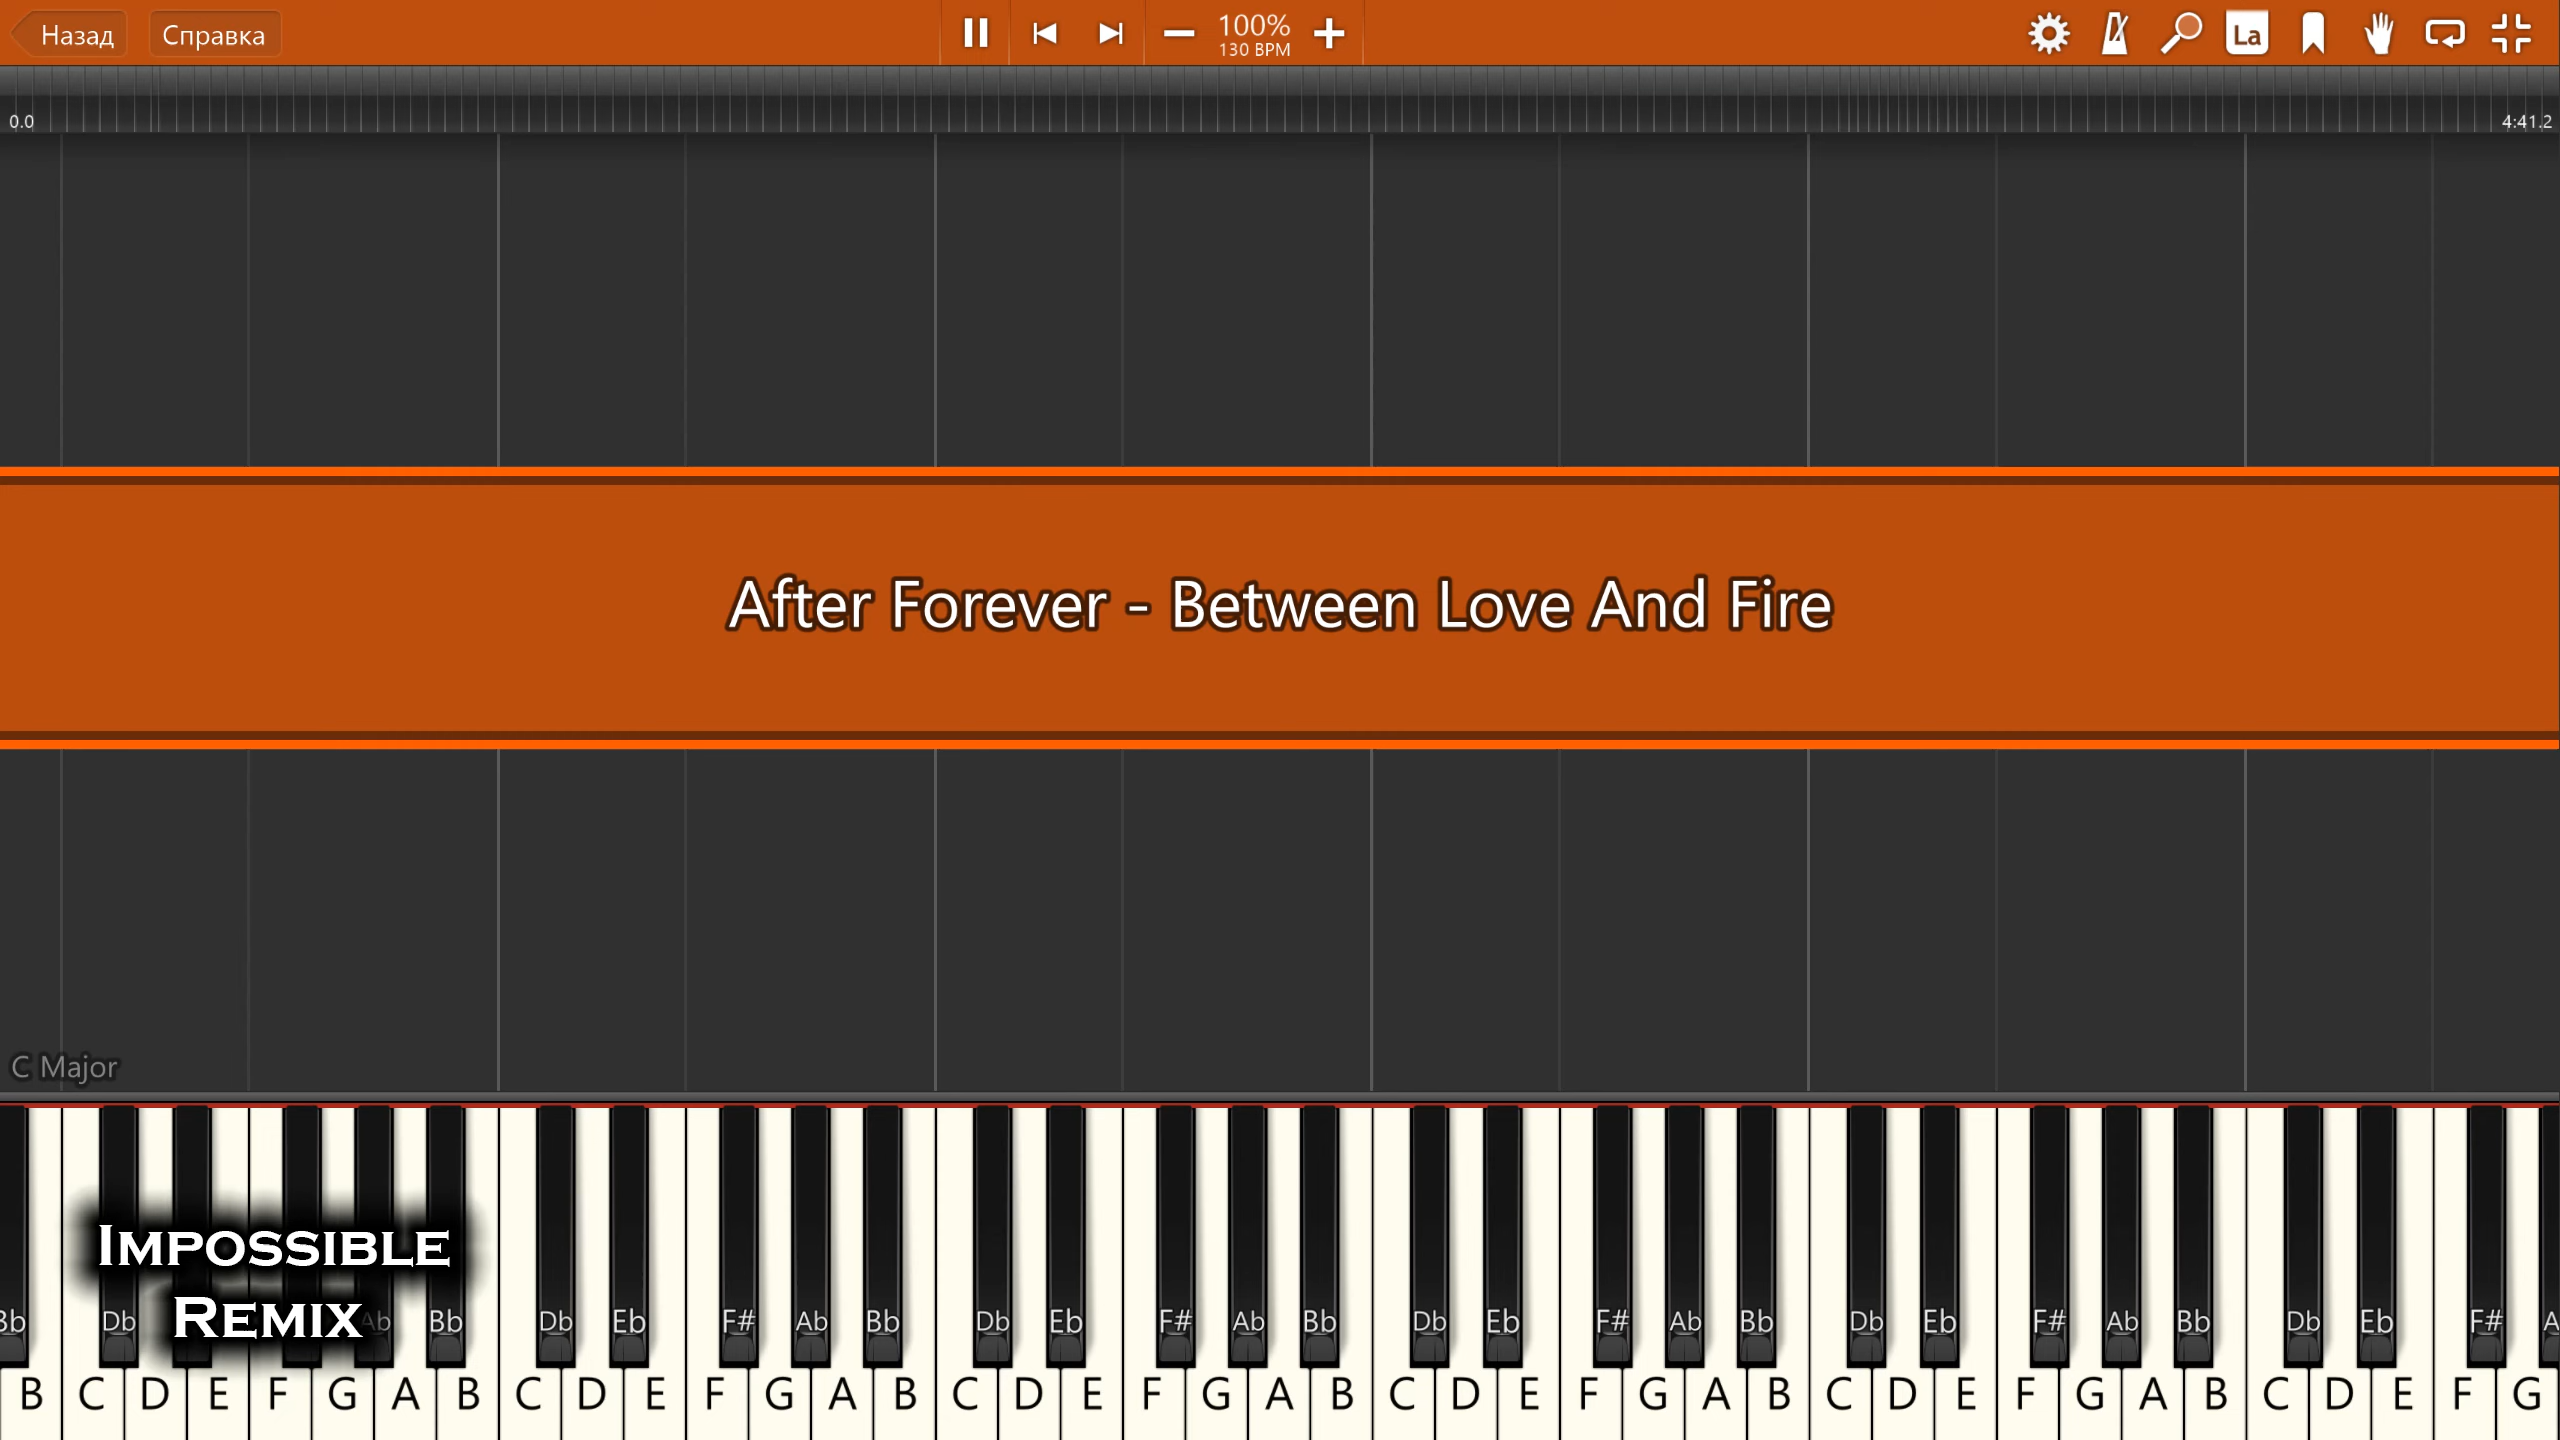 Назад Справка 100%
130 BPM
La
0.0 4:41.2
After Forever - Between Love And Fire
C Major
Impossible
Remix
Bb Db Ab Bb Db Eb F# Ab Bb Db Eb F# Ab Bb Db Eb F# Ab Bb Db Eb F# Ab Bb Db Eb F# A
B C D E F G A B C D E F G A B C D E F G A B C D E F G A B C D E F G A B C D E F G